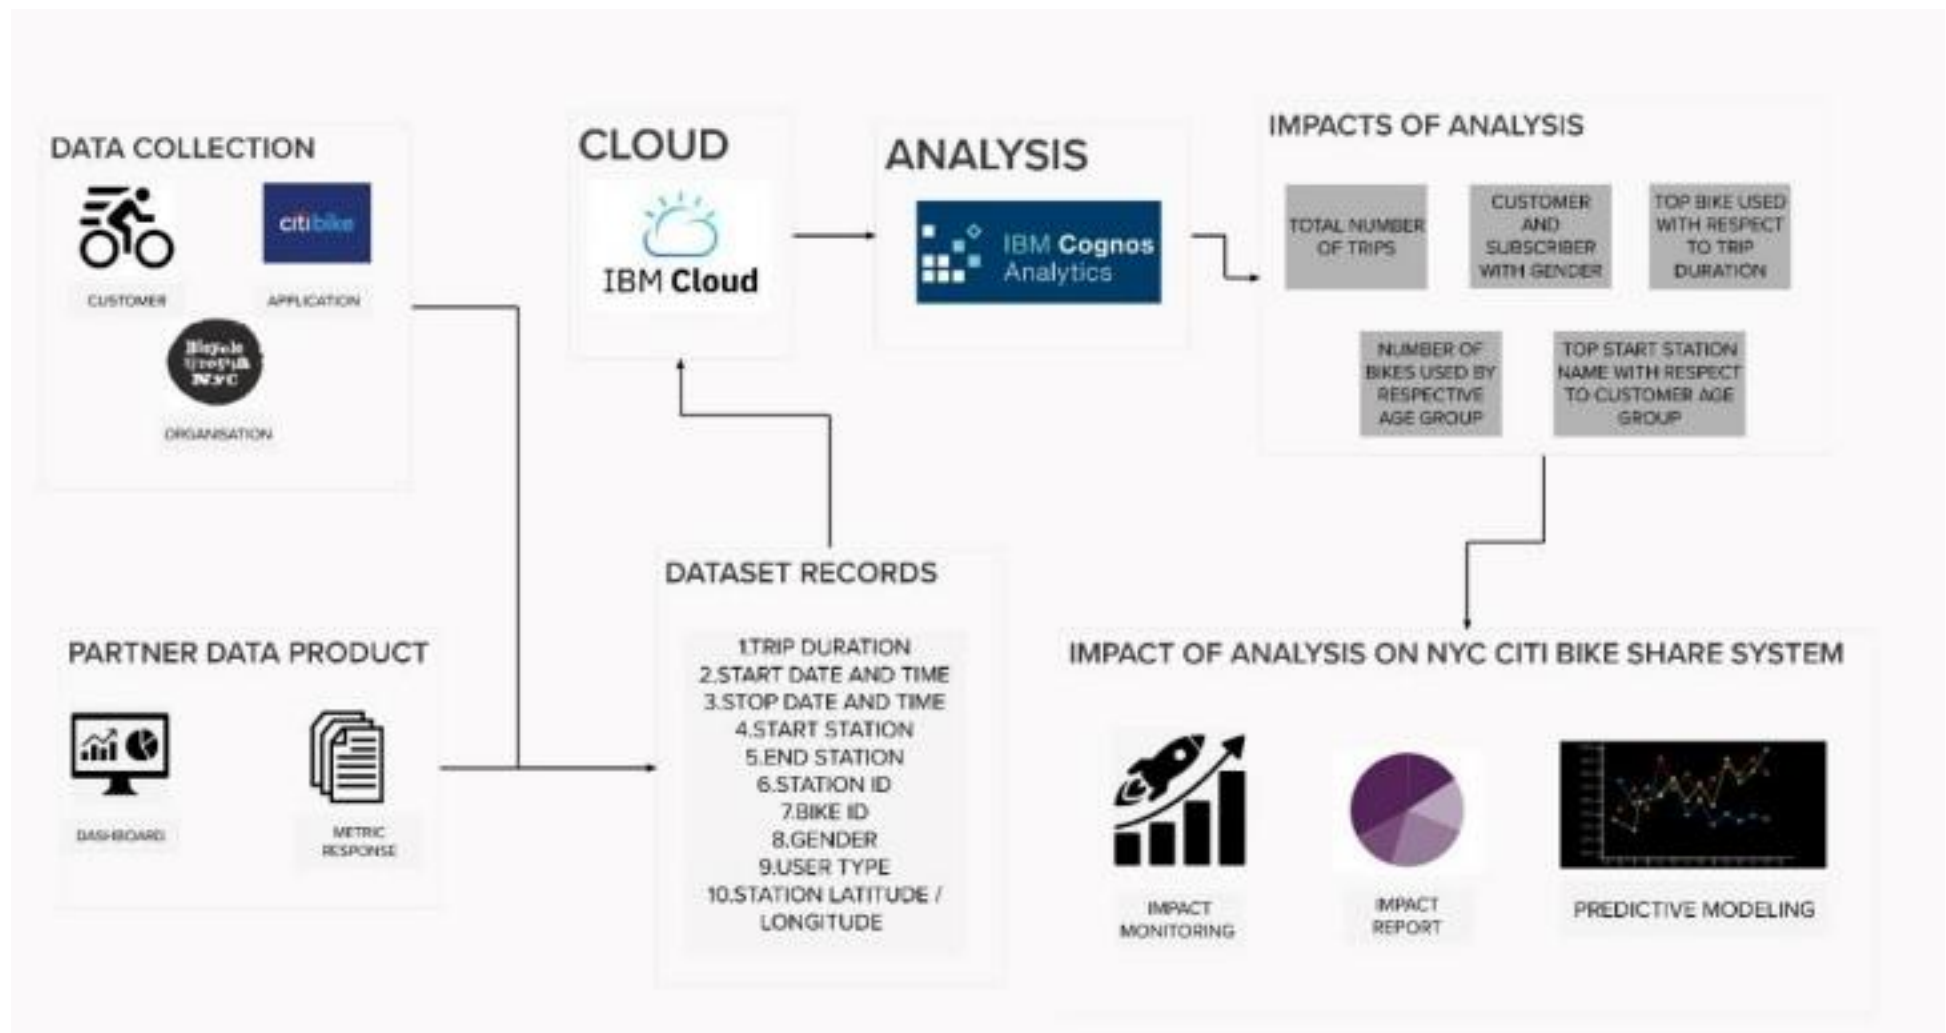 DATA COLLECTION
citibike
CUSTOMER
APPLICATION
Bicycle
Utopia
NYC
ORGANISATION
CLOUD
IBM Cloud
ANALYSIS
IBM Cognos
Analytics
IMPACTS OF ANALYSIS
TOTAL NUMBER
OF TRIPS
CUSTOMER
AND
SUBSCRIBER
WITH GENDER
TOP BIKE USED
WITH RESPECT
TO TRIP
DURATION
NUMBER OF
BIKES USED BY
RESPECTIVE
AGE GROUP
TOP START STATION
NAME WITH RESPECT
TO CUSTOMER AGE
GROUP
PARTNER DATA PRODUCT
DASHBOARD
METRIC
RESPONSE
DATASET RECORDS
1.TRIP DURATION
2.START DATE AND TIME
3.STOP DATE AND TIME
4.START STATION
5.END STATION
6.STATION ID
7.BIKE ID
8.GENDER
9.USER TYPE
10.STATION LATITUDE /
LONGITUDE
IMPACT OF ANALYSIS ON NYC CITI BIKE SHARE SYSTEM
IMPACT
MONITORING
IMPACT
REPORT
PREDICTIVE MODELING